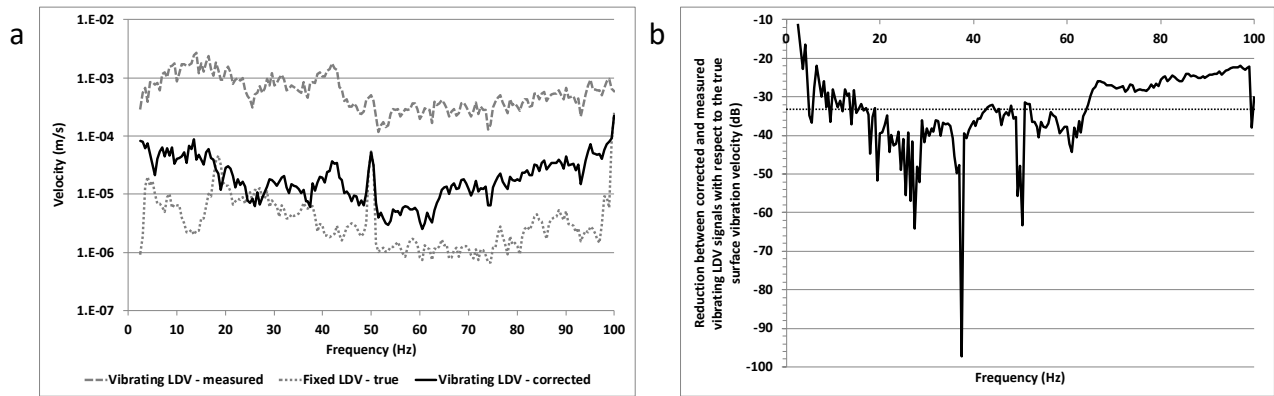 a
1.E-02
1.E-03
1.E-04
1.E-05
1.E-06
1.E-07
Velocity (m/s)
0 10 20 30 40 50 60 70 80 90 100
Frequency (Hz)
Vibrating LDV - measured Fixed LDV - true Vibrating LDV - corrected
b
Reduction between corrected and measured
vibrating LDV signals with respect to the true
surface vibration velocity (dB)
-10
-20
-30
-40
-50
-60
-70
-80
-90
-100
0 20 40 60 80 100
Frequency (Hz)